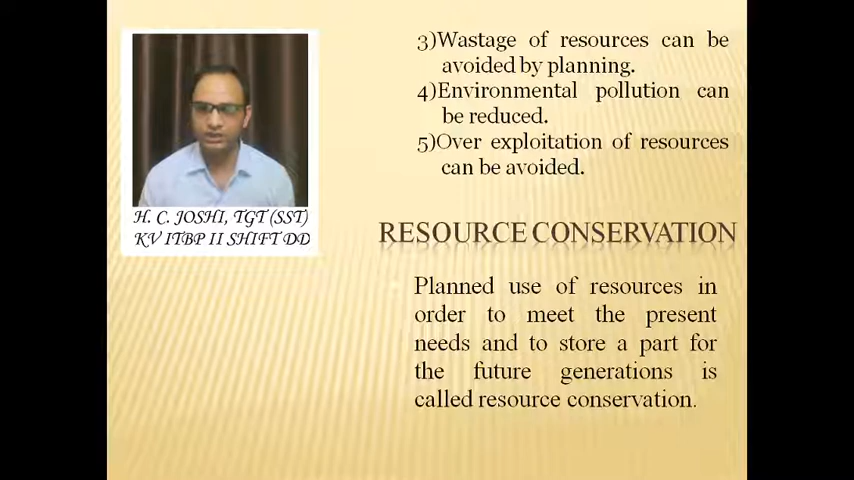 3)Wastage of resources can be
avoided by planning.
4)Environmental pollution can
be reduced.
5)Over exploitation of resources
can be avoided.
H. C. JOSHI, TGT (SST)
KV ITBP II SHIFT DD
RESOURCE CONSERVATION
Planned use of resources in
order to meet the present
needs and to store a part for
the future generations is
called resource conservation.